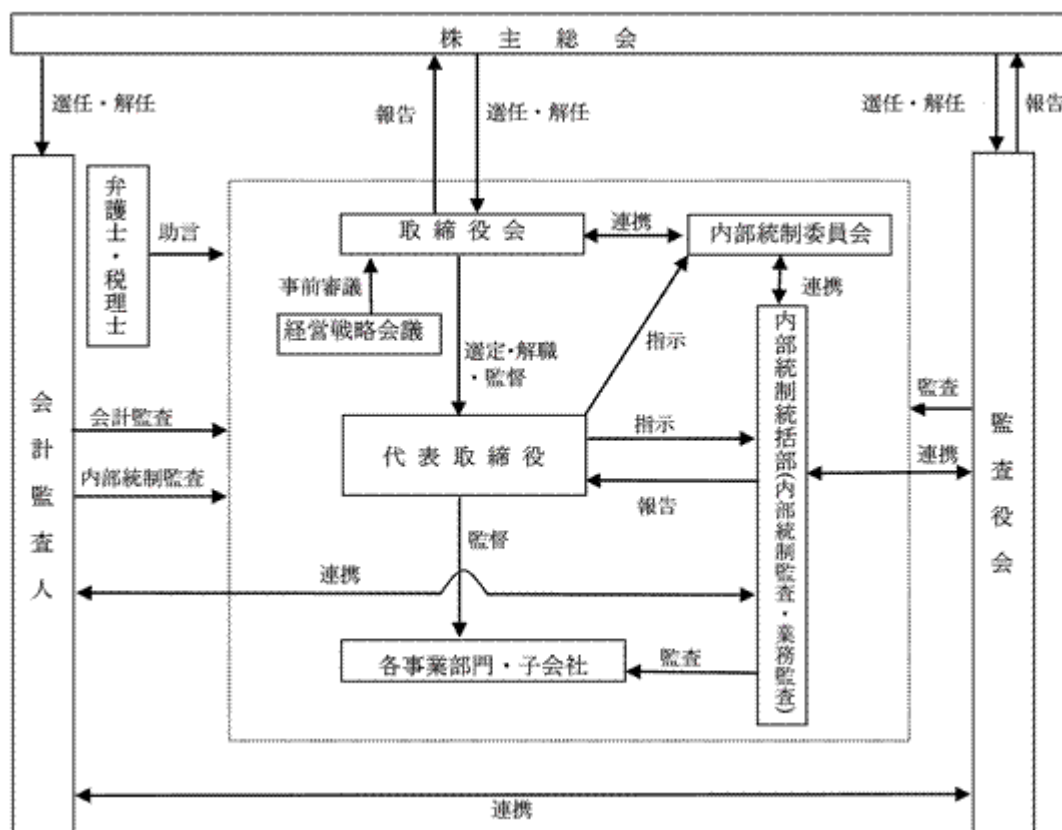 株主総会
選任・解任
報告
選任・解任
選任・解任
報告
弁護士・税理士
助言
取締役会
連携
内部統制委員会
事前審議
経営戦略会議
連携
選定・解職
・監督
指示
内部統制統括部(内部統制監査・業務監査)
会計監査人
会計監査
代表取締役
指示
監査
監査役会
内部統制監査
報告
連携
監督
連携
各事業部門・子会社
監査
連携